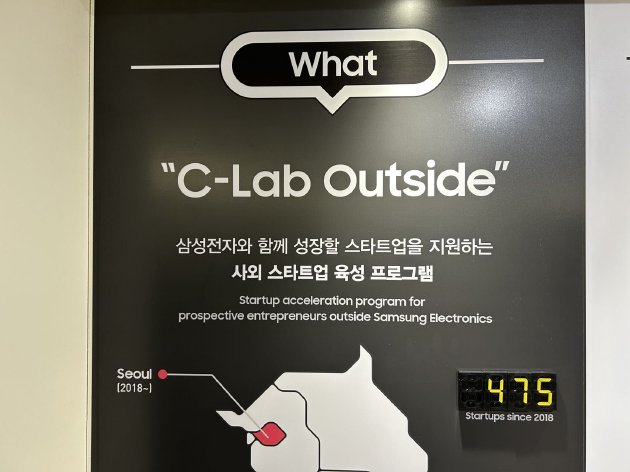 What
“C-Lab Outside”
삼성전자와 함께 성장할 스타트업을 지원하는
사외 스타트업 육성 프로그램
Startup acceleration program for
prospective entrepreneurs outside Samsung Electronics
Seoul
(2018~)
475
Startups since 2018